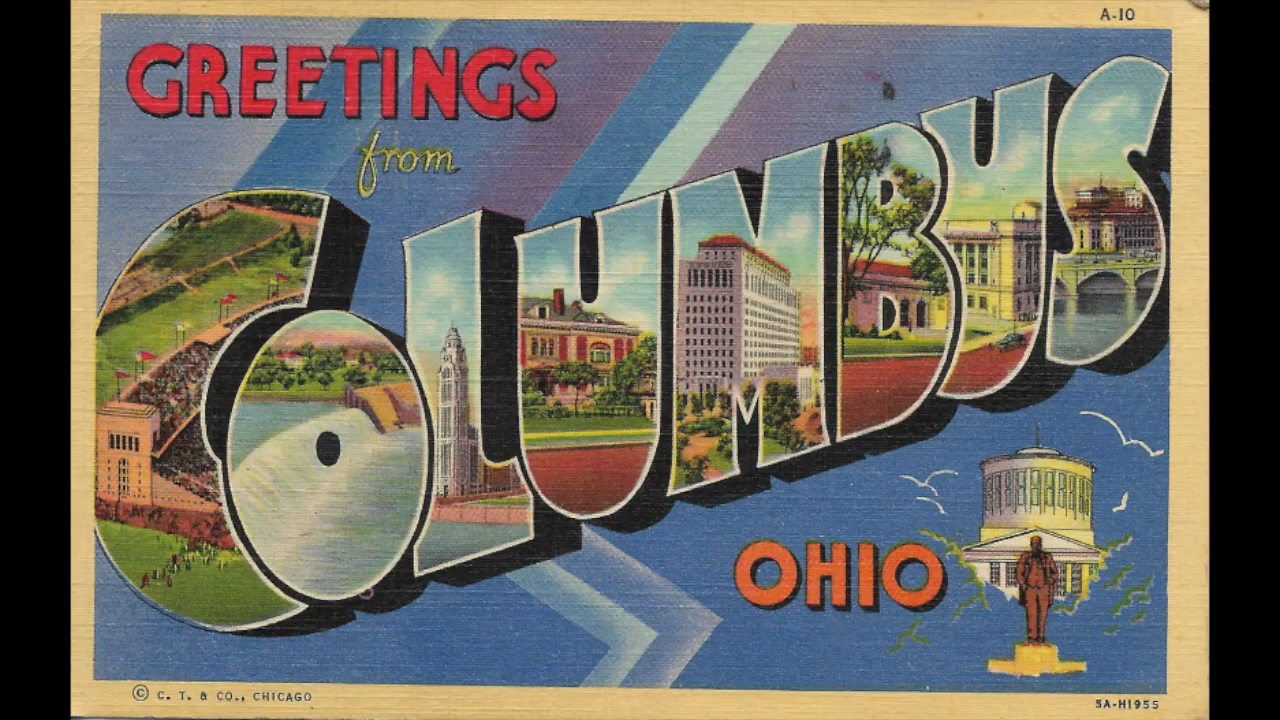 A-10
GREETINGS
from
COLUMBUS
OHIO
© C. T. & CO., CHICAGO
5A-H1955